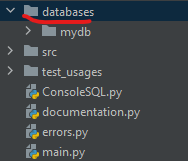 databases
mydb
src
test_usages
ConsoleSQL.py
documentation.py
errors.py
main.py